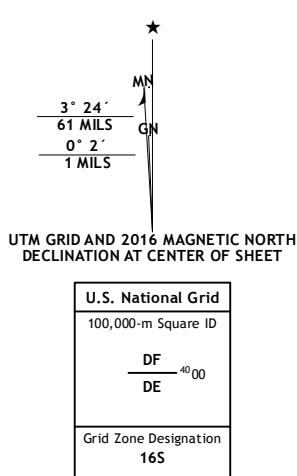 ★
MN
3° 24´
61 MILS
GN
0° 2´
1 MILS
UTM GRID AND 2016 MAGNETIC NORTH
DECLINATION AT CENTER OF SHEET
U.S. National Grid
100,000-m Square ID
DF
4000
DE
Grid Zone Designation
16S